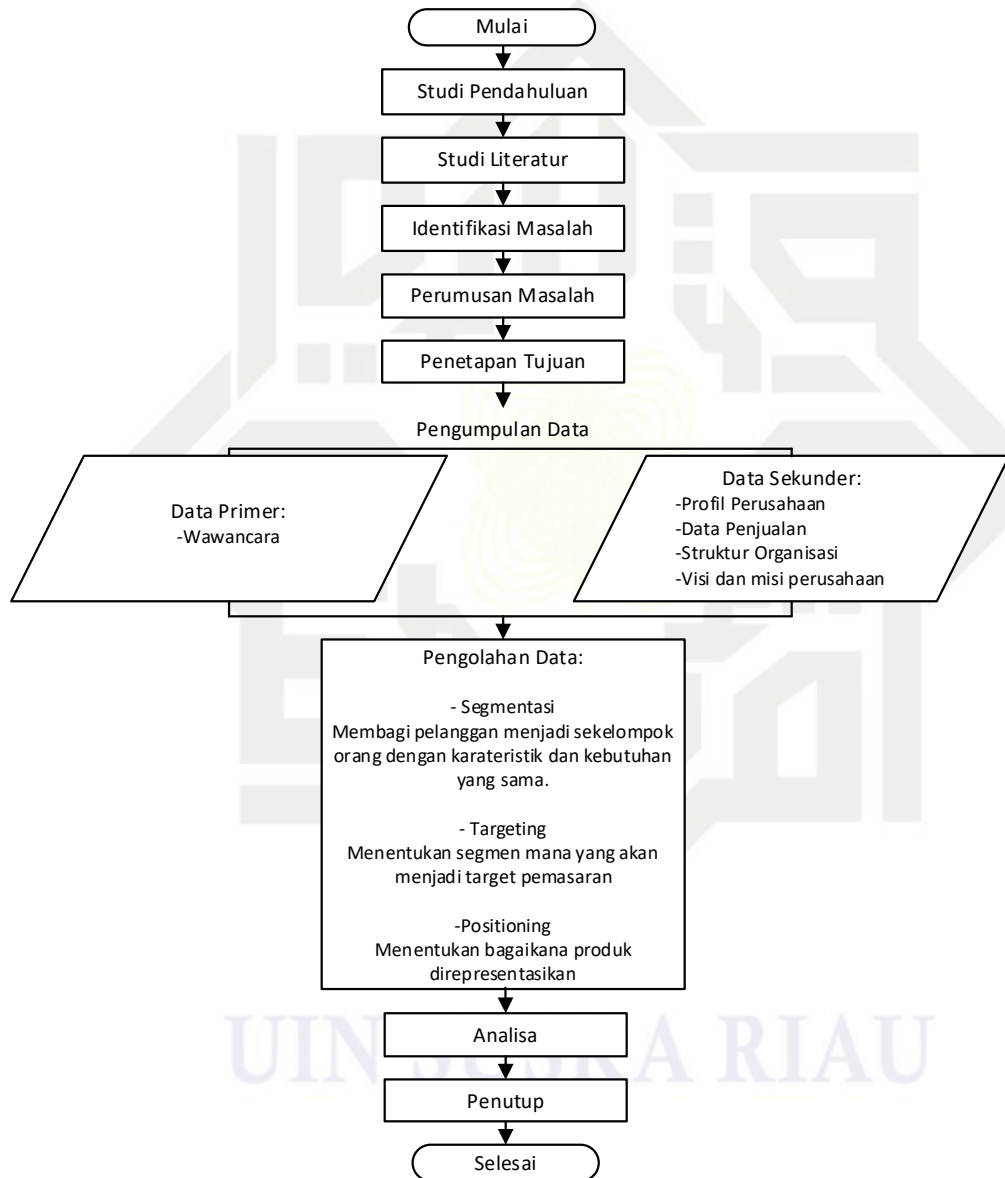 Mulai
Studi Pendahuluan
Studi Literatur
Identifikasi Masalah
Perumusan Masalah
Penetapan Tujuan
Pengumpulan Data
Data Primer:
-Wawancara
Data Sekunder:
-Profil Perusahaan
-Data Penjualan
-Struktur Organisasi
-Visi dan misi perusahaan
Pengolahan Data:
- Segmentasi
Membagi pelanggan menjadi sekelompok
orang dengan karateristik dan kebutuhan
yang sama.
- Targeting
Menentukan segmen mana yang akan
menjadi target pemasaran
-Positioning
Menentukan bagaikana produk
direpresentasikan
Analisa
UIN SUSKA RIAU
Penutup
Selesai